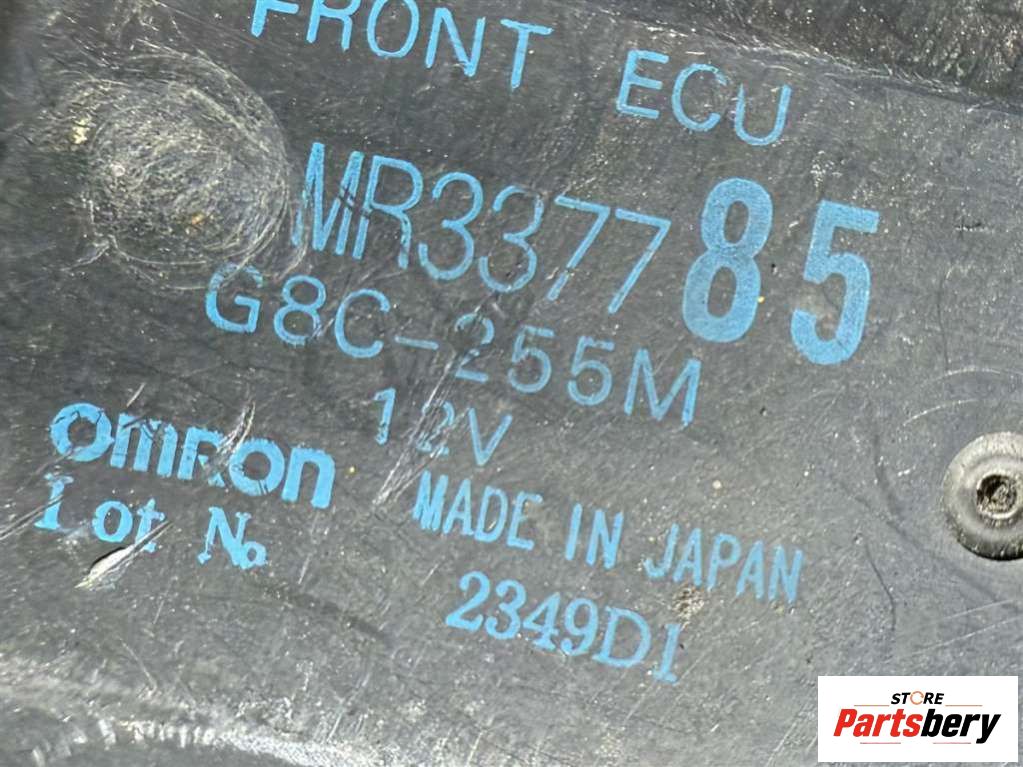 FRONT ECU
MR337785
G8C-255M
12V
omron
MADE IN JAPAN
Lot No.
2349D1
STORE
Partsbery